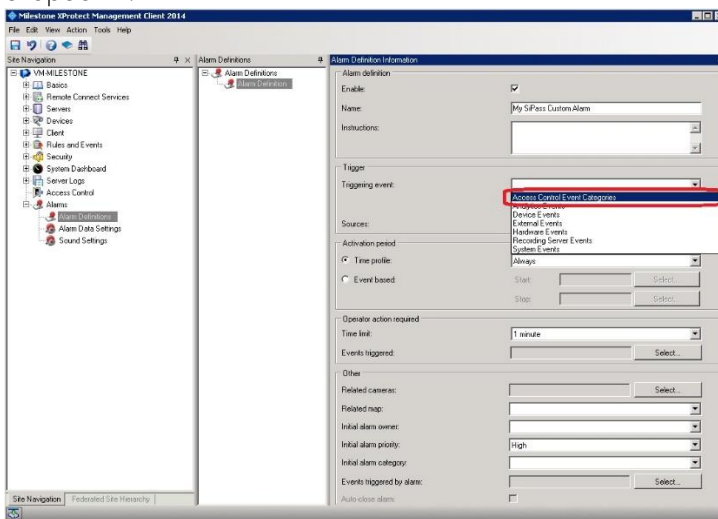 Milestone XProtect Management Client 2014
File Edit View Action Tools Help
Site Navigation
VM-MILESTONE
Basics
Remote Connect Services
Servers
Devices
Client
Rules and Events
Security
System Dashboard
Server Logs
Access Control
Alarms
Alarm Definitions
Alarm Data Settings
Sound Settings
Site Navigation Federated Site Hierarchy
Alarm Definitions
Alarm Definitions
Alarm Definition
Alarm Definition Information
Alarm definition
Enable:
Name: My SiPass Custom Alarm
Instructions:
Trigger
Triggering event:
Access Control Event Categories
Analytics Events
Device Events
External Events
Hardware Events
Recording Server Events
System Events
Sources:
Activation period
Time profile: Always
Event based Start: Select...
Stop: Select...
Operator action required
Time limit: 1 minute
Events triggered: Select...
Other
Related cameras: Select...
Related map:
Initial alarm owner:
Initial alarm priority: High
Initial alarm category:
Events triggered by alarm: Select...
Auto-close alarm: